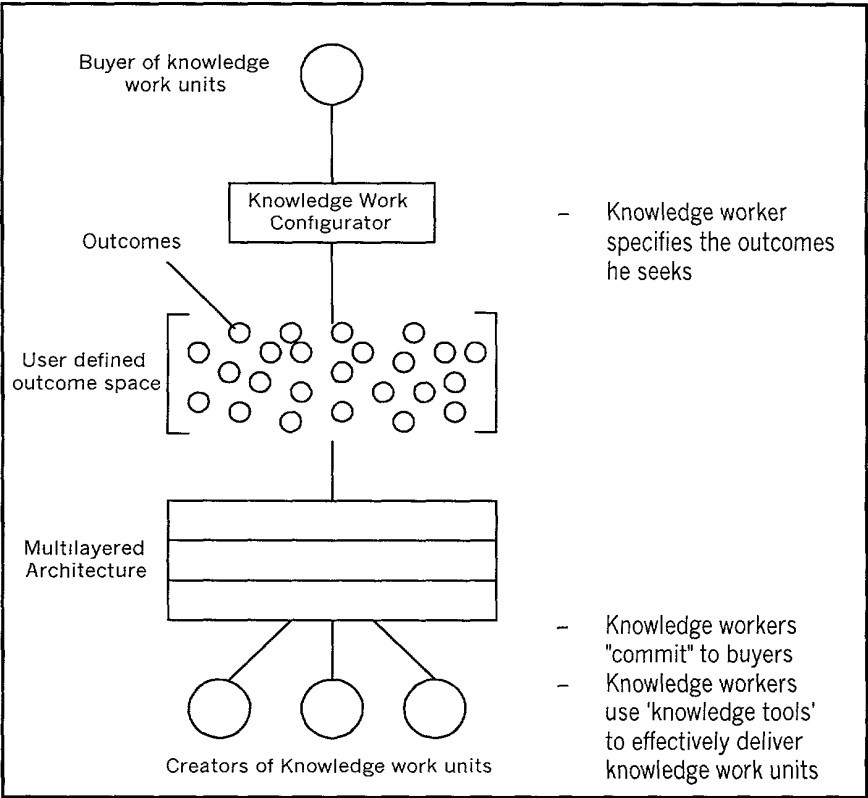 Buyer of knowledge
work units
Knowledge Work
Configurator
– Knowledge worker
specifies the outcomes
he seeks
Outcomes
User defined
outcome space
Multilayered
Architecture
– Knowledge workers
"commit" to buyers
– Knowledge workers
use 'knowledge tools'
to effectively deliver
knowledge work units
Creators of Knowledge work units